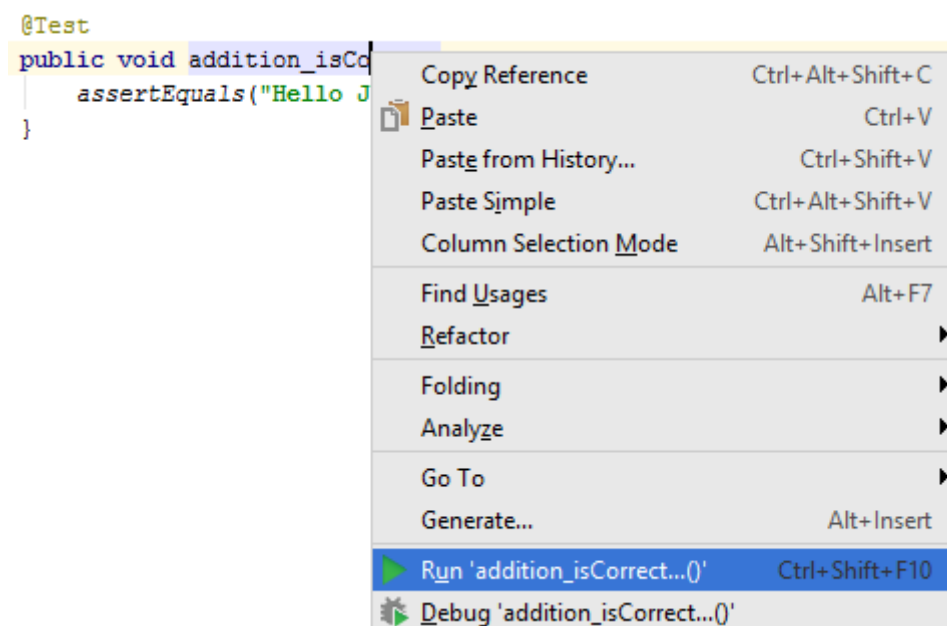 @Test
public void addition_isCo
assertEquals("Hello J
}
Copy Reference Ctrl+Alt+Shift+C
Paste Ctrl+V
Paste from History... Ctrl+Shift+V
Paste Simple Ctrl+Alt+Shift+V
Column Selection Mode Alt+Shift+Insert
Find Usages Alt+F7
Refactor
Folding
Analyze
Go To
Generate... Alt+Insert
Run 'addition_isCorrect...()' Ctrl+Shift+F10
Debug 'addition_isCorrect...()'